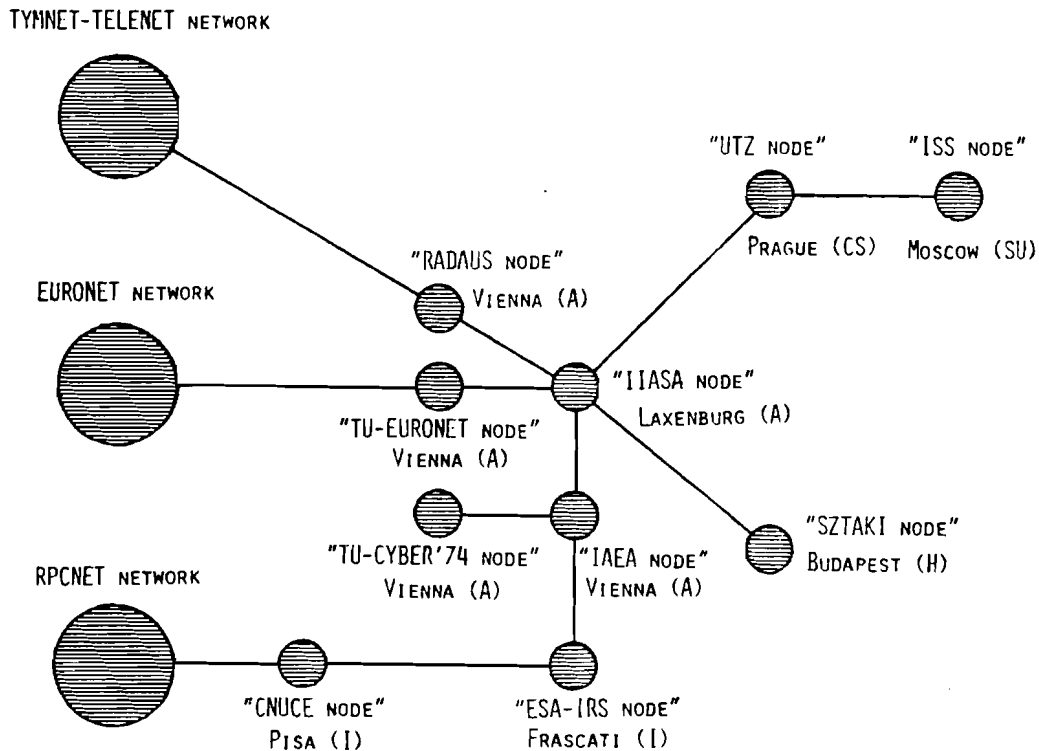 TYMNET-TELENET NETWORK
"UTZ NODE"
"ISS NODE"
PRAGUE (CS)
MOSCOW (SU)
"RADAUS NODE"
VIENNA (A)
EURONET NETWORK
"IIASA NODE"
LAXENBURG (A)
"TU-EURONET NODE"
VIENNA (A)
"SZTAKI NODE"
BUDAPEST (H)
"TU-CYBER'74 NODE"
VIENNA (A)
"IAEA NODE"
VIENNA (A)
RPCNET NETWORK
"CNUCE NODE"
PISA (I)
"ESA-IRS NODE"
FRASCATI (I)